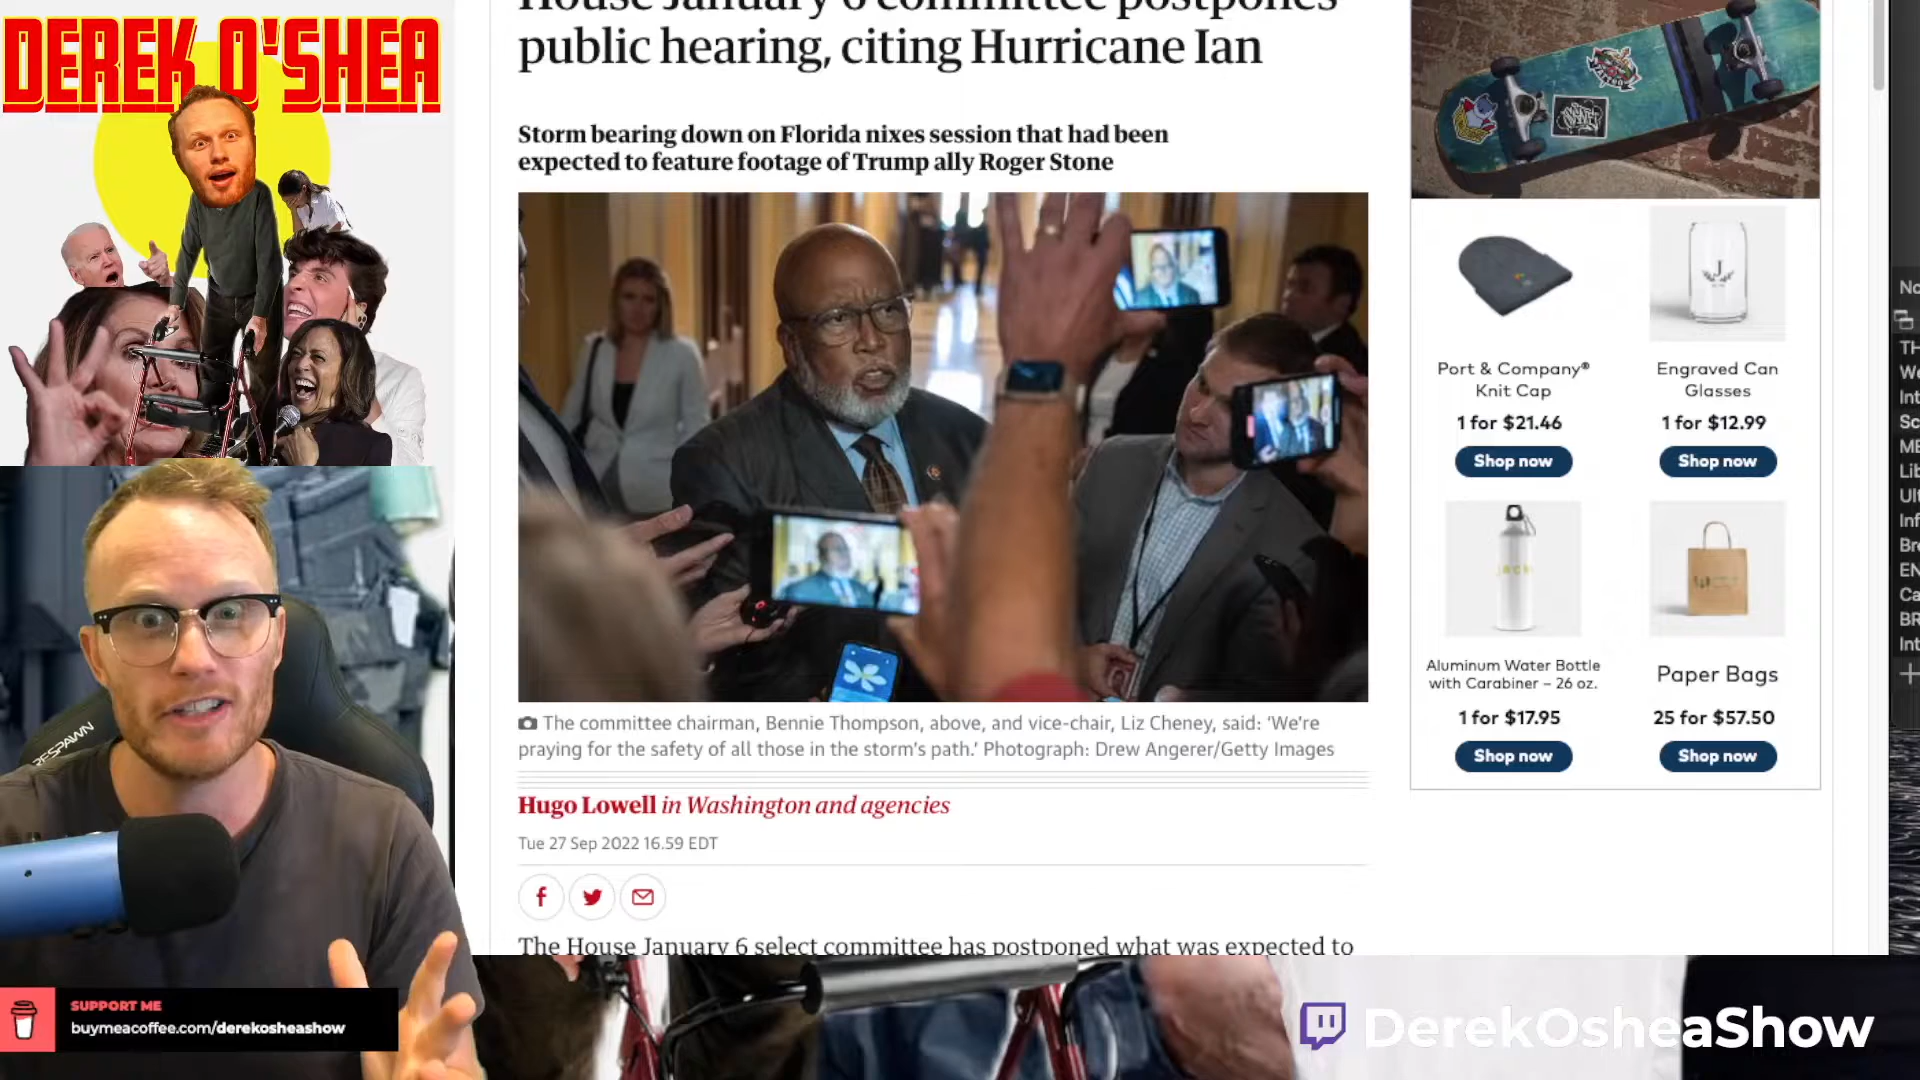 DEREK O'SHEA
House January 6 committee postpones
public hearing, citing Hurricane Ian
Storm bearing down on Florida nixes session that had been
expected to feature footage of Trump ally Roger Stone
The committee chairman, Bennie Thompson, above, and vice-chair, Liz Cheney, said: ‘We’re
praying for the safety of all those in the storm’s path.’ Photograph: Drew Angerer/Getty Images
Hugo Lowell in Washington and agencies
Tue 27 Sep 2022 16.59 EDT
The House January 6 select committee has postponed what was expected to
Port & Company®
Knit Cap
1 for $21.46
Shop now
Engraved Can
Glasses
1 for $12.99
Shop now
Aluminum Water Bottle
with Carabiner – 26 oz.
1 for $17.95
Shop now
Paper Bags
25 for $57.50
Shop now
RESPAWN
SUPPORT ME
buymeacoffee.com/derekosheashow
DerekOsheaShow